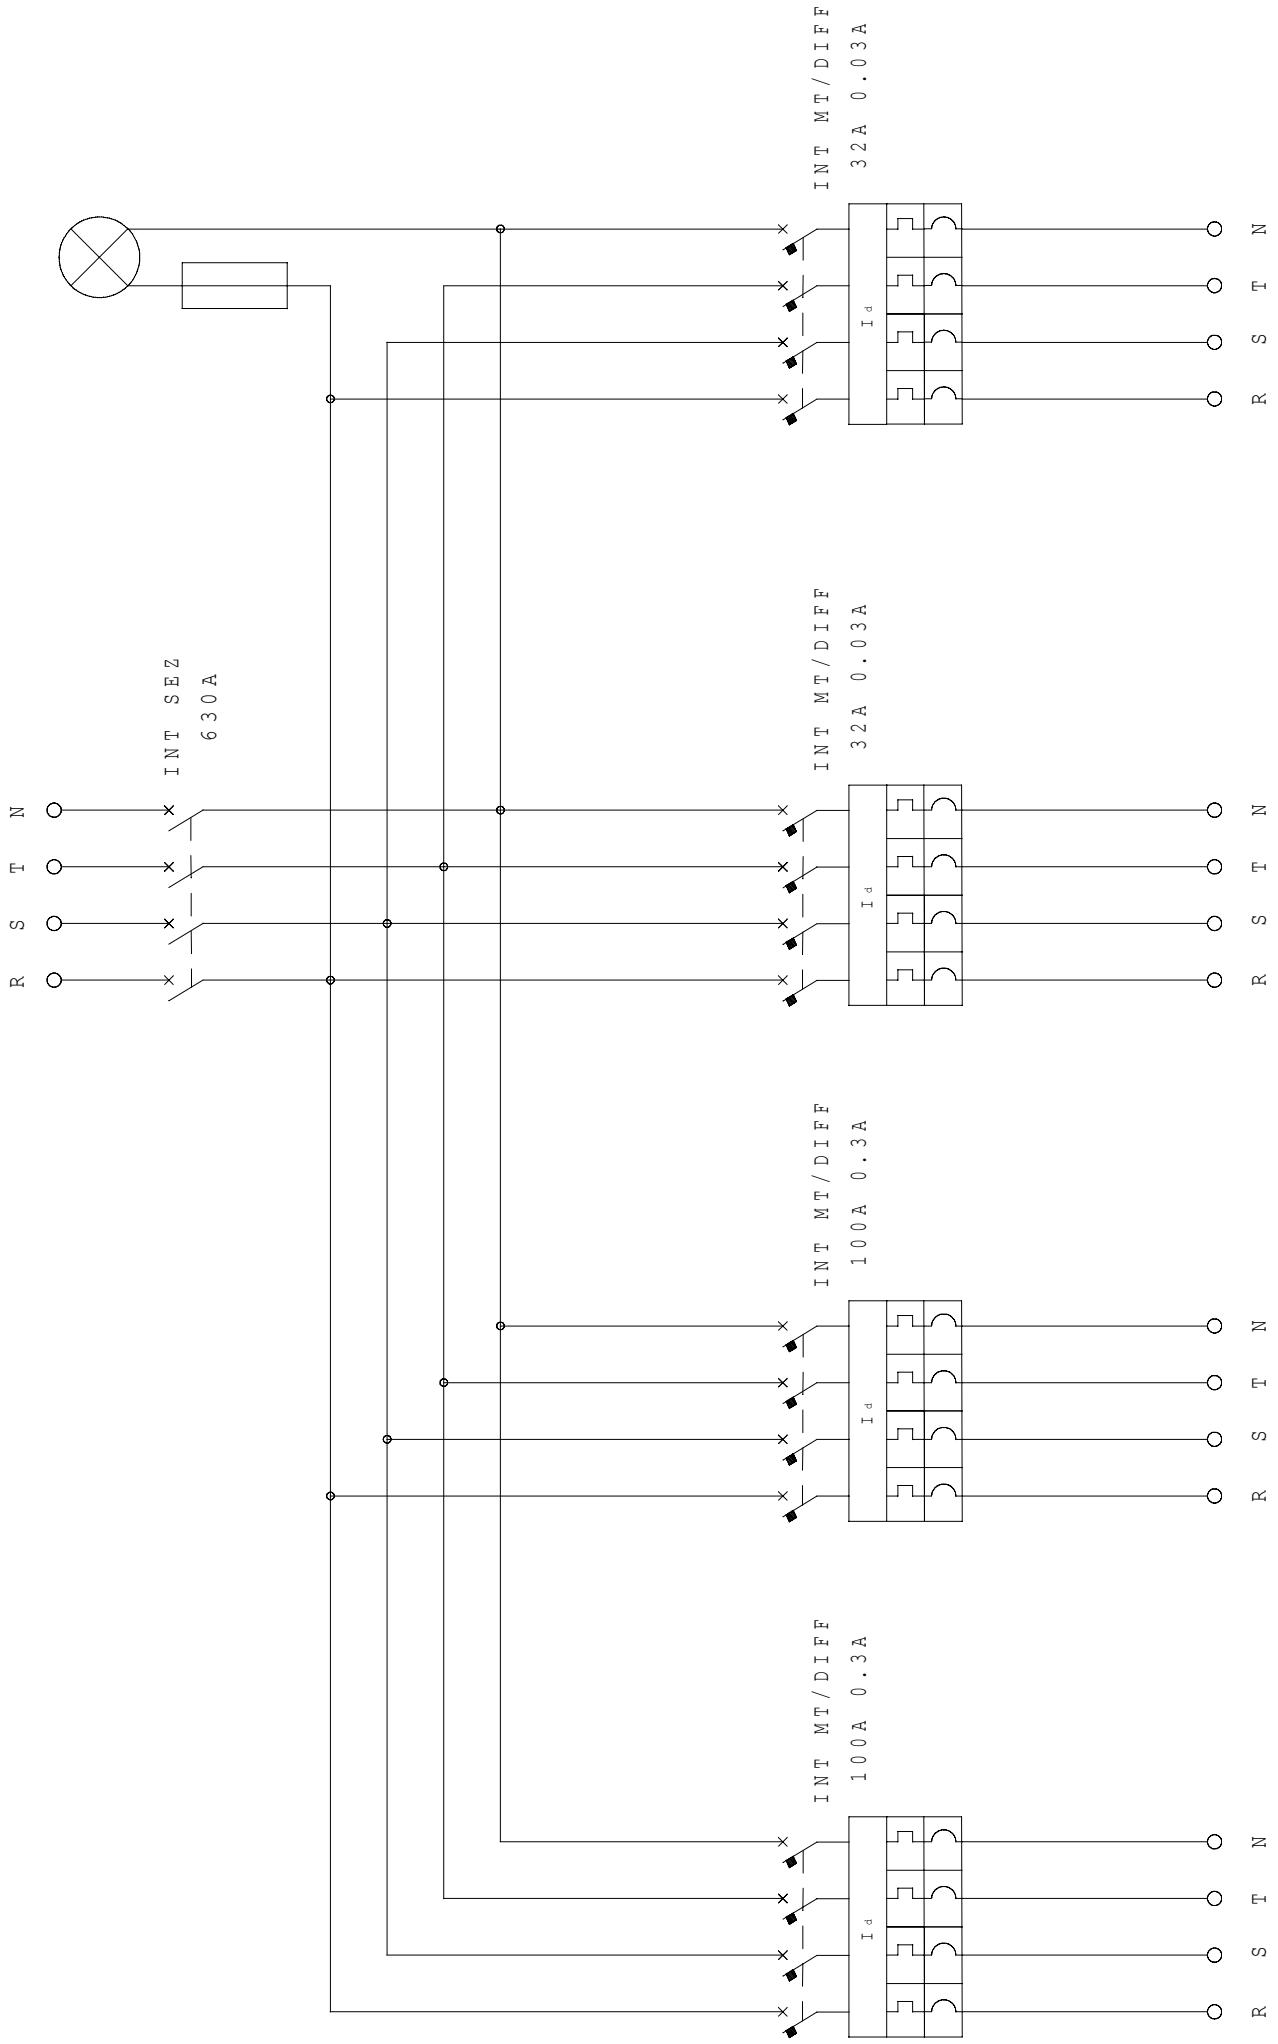 R S T N
INT SEZ
630A
INT MT/DIFF
100A 0.3A
INT MT/DIFF
100A 0.3A
INT MT/DIFF
32A 0.03A
INT MT/DIFF
32A 0.03A
Id
Id
Id
Id
R S T N
R S T N
R S T N
R S T N